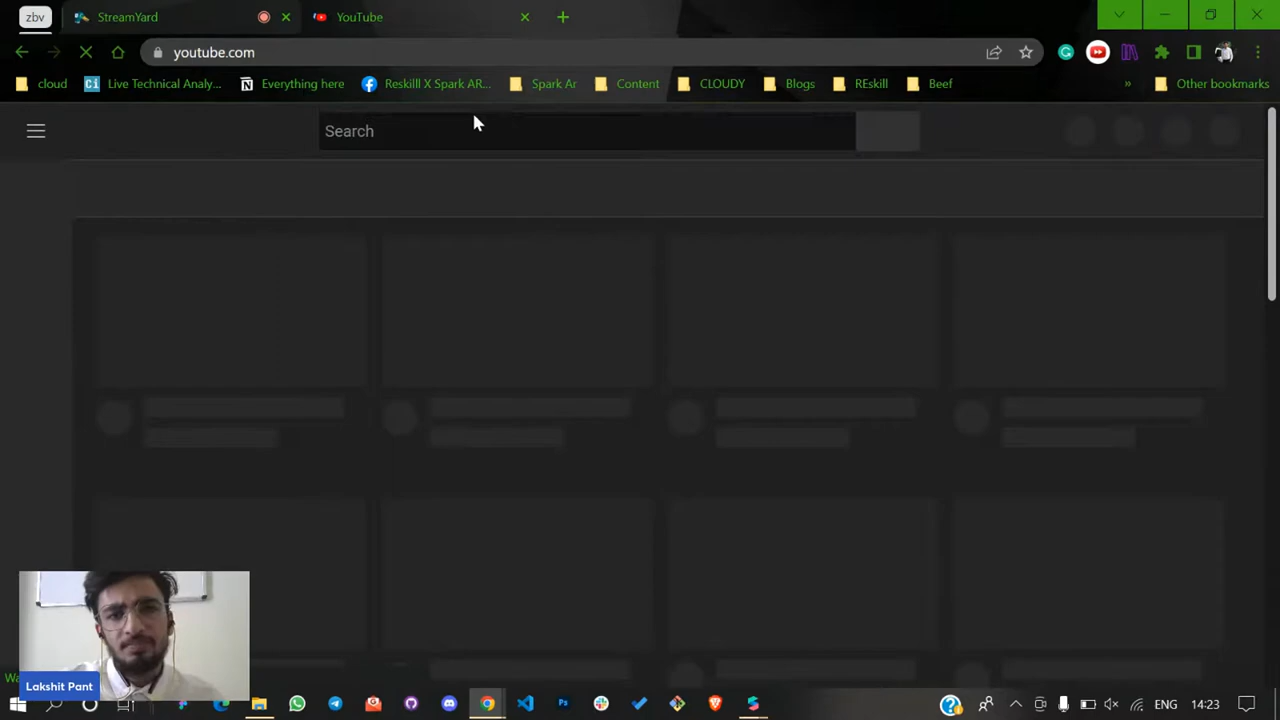 zbv
StreamYard
YouTube
youtube.com
cloud
Ci
Live Technical Analy...
Everything here
Reskilll X Spark AR...
Spark Ar
Content
CLOUDY
Blogs
REskill
Beef
»
Other bookmarks
Search
Lakshit Pant
ENG
14:23